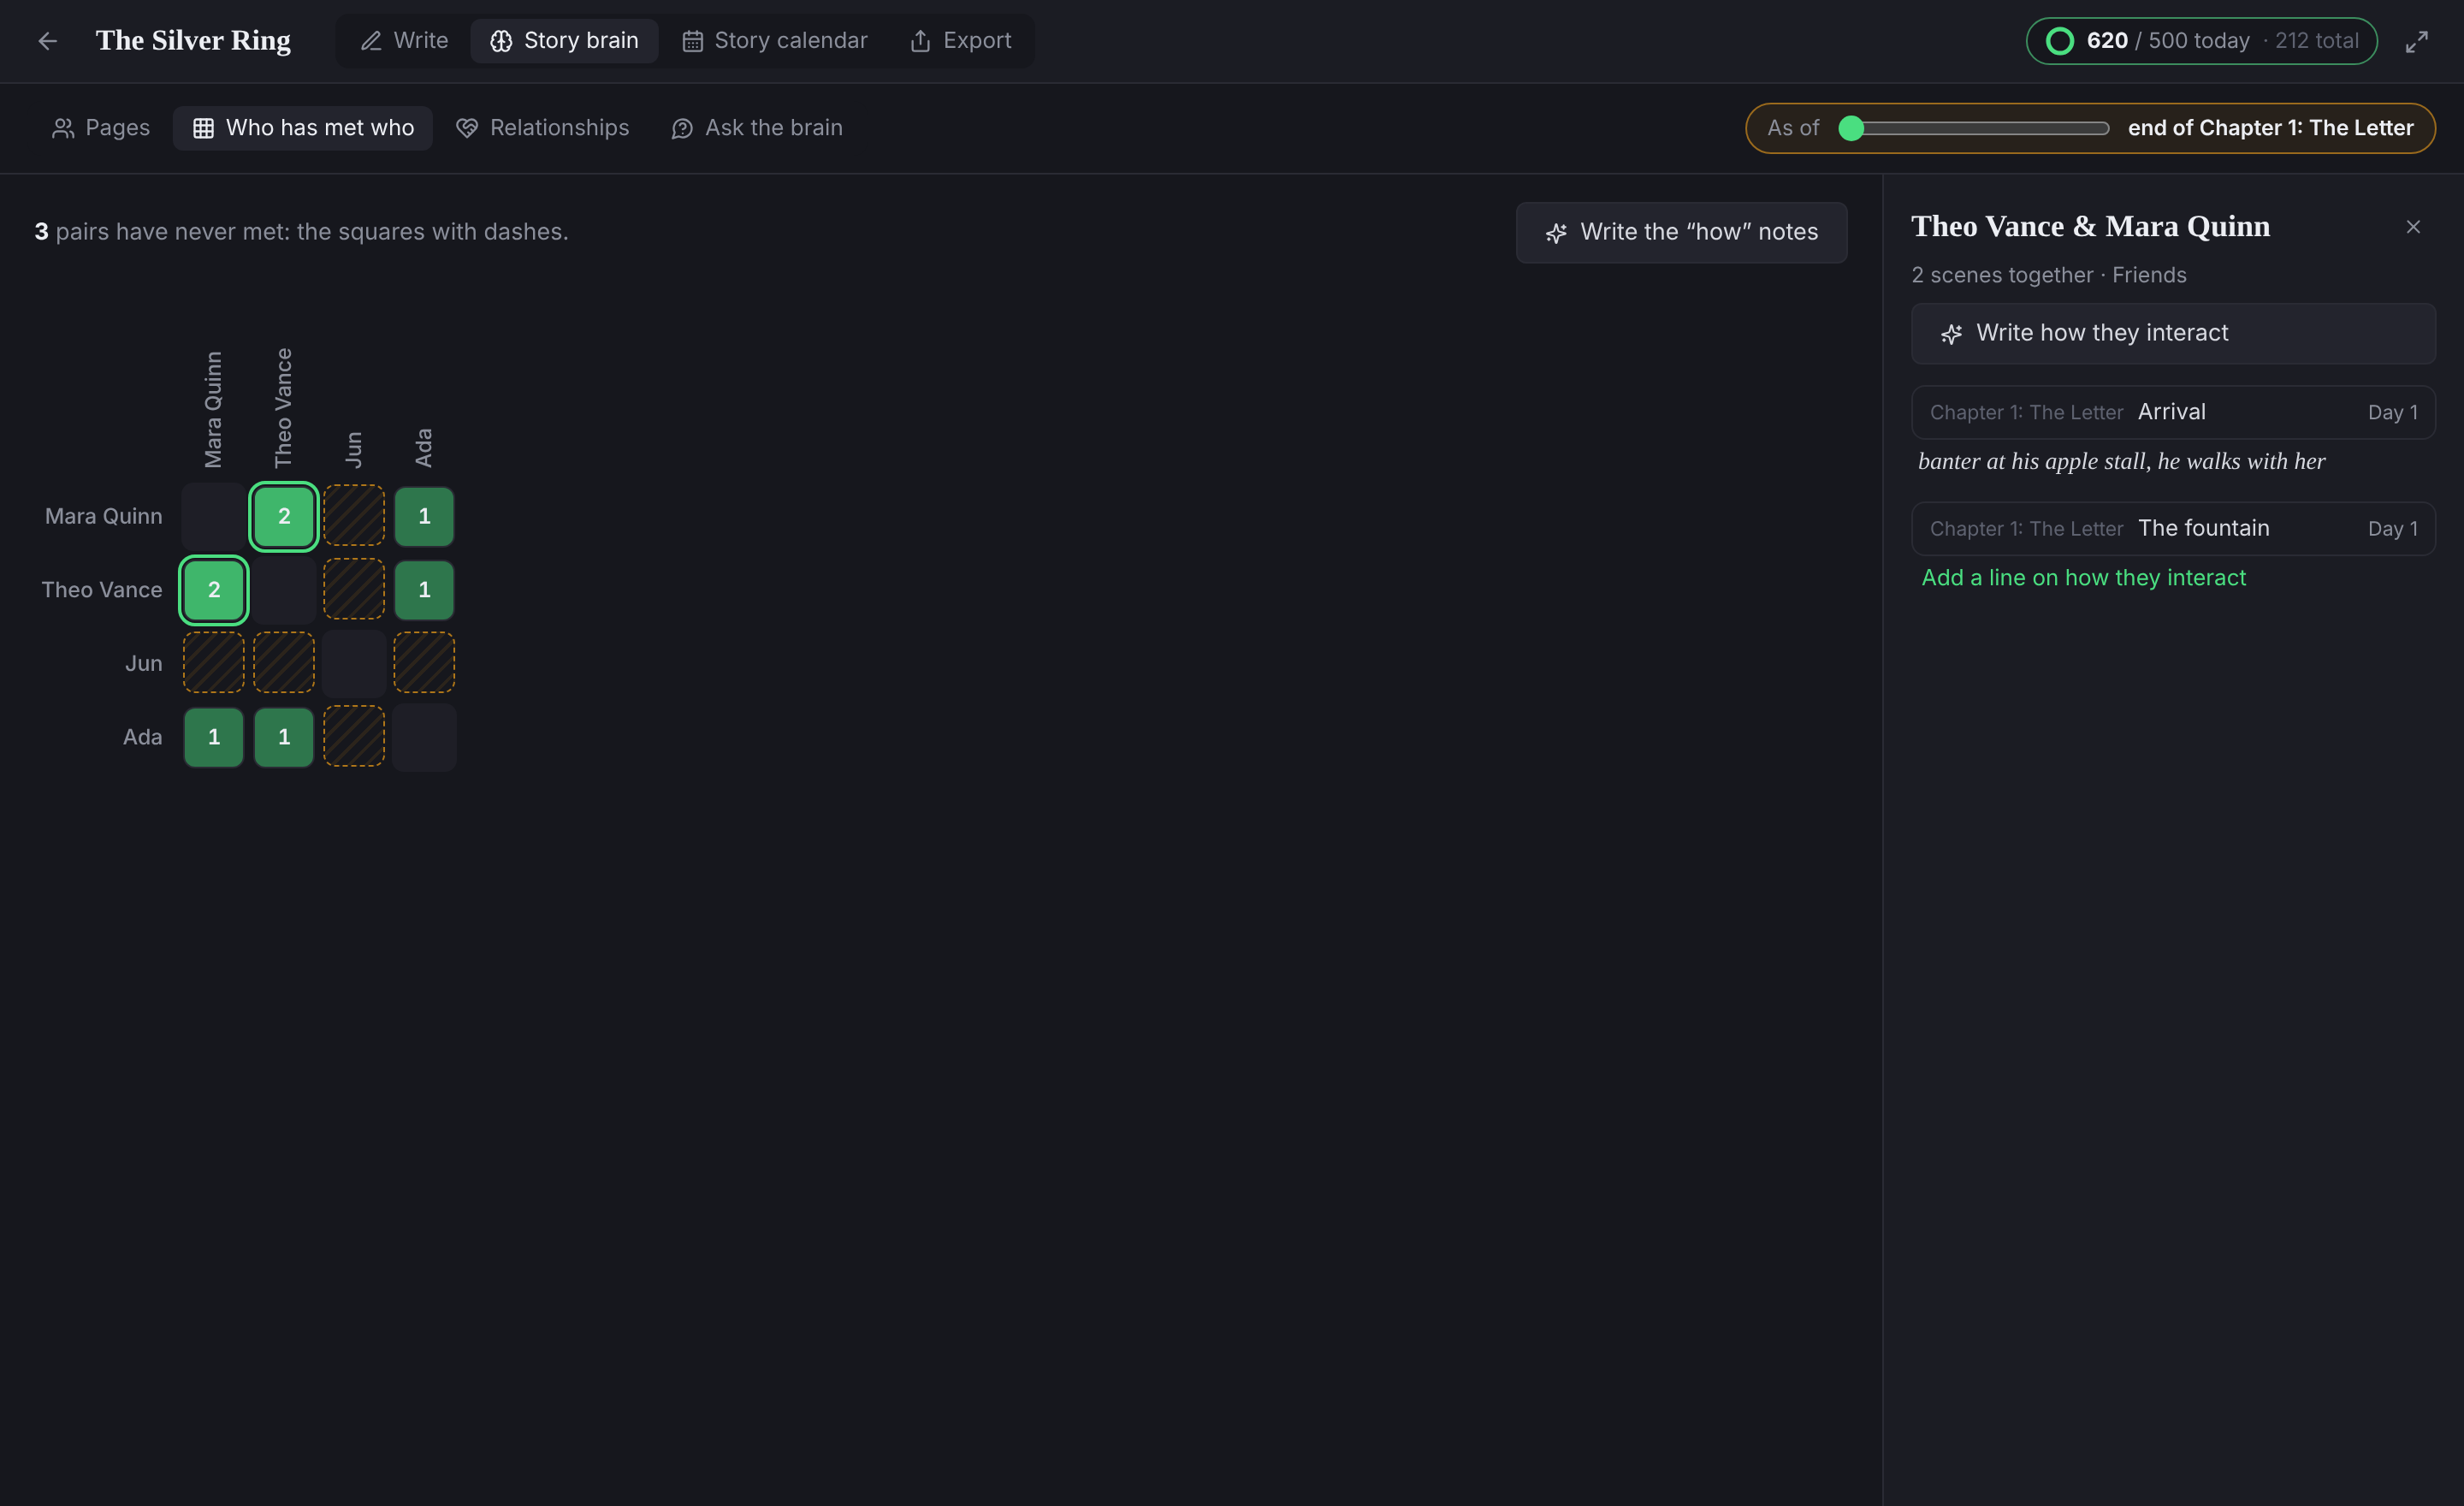 The Silver Ring
Write
Story brain
Story calendar
Export
620 / 500 today · 212 total
Pages
Who has met who
Relationships
Ask the brain
As of
end of Chapter 1: The Letter
3 pairs have never met: the squares with dashes.
Write the “how” notes
Mara Quinn
Theo Vance
Jun
Ada
Mara Quinn 2 1
Theo Vance 2 1
Jun
Ada 1 1
Theo Vance & Mara Quinn
2 scenes together · Friends
Write how they interact
Chapter 1: The Letter Arrival Day 1
banter at his apple stall, he walks with her
Chapter 1: The Letter The fountain Day 1
Add a line on how they interact